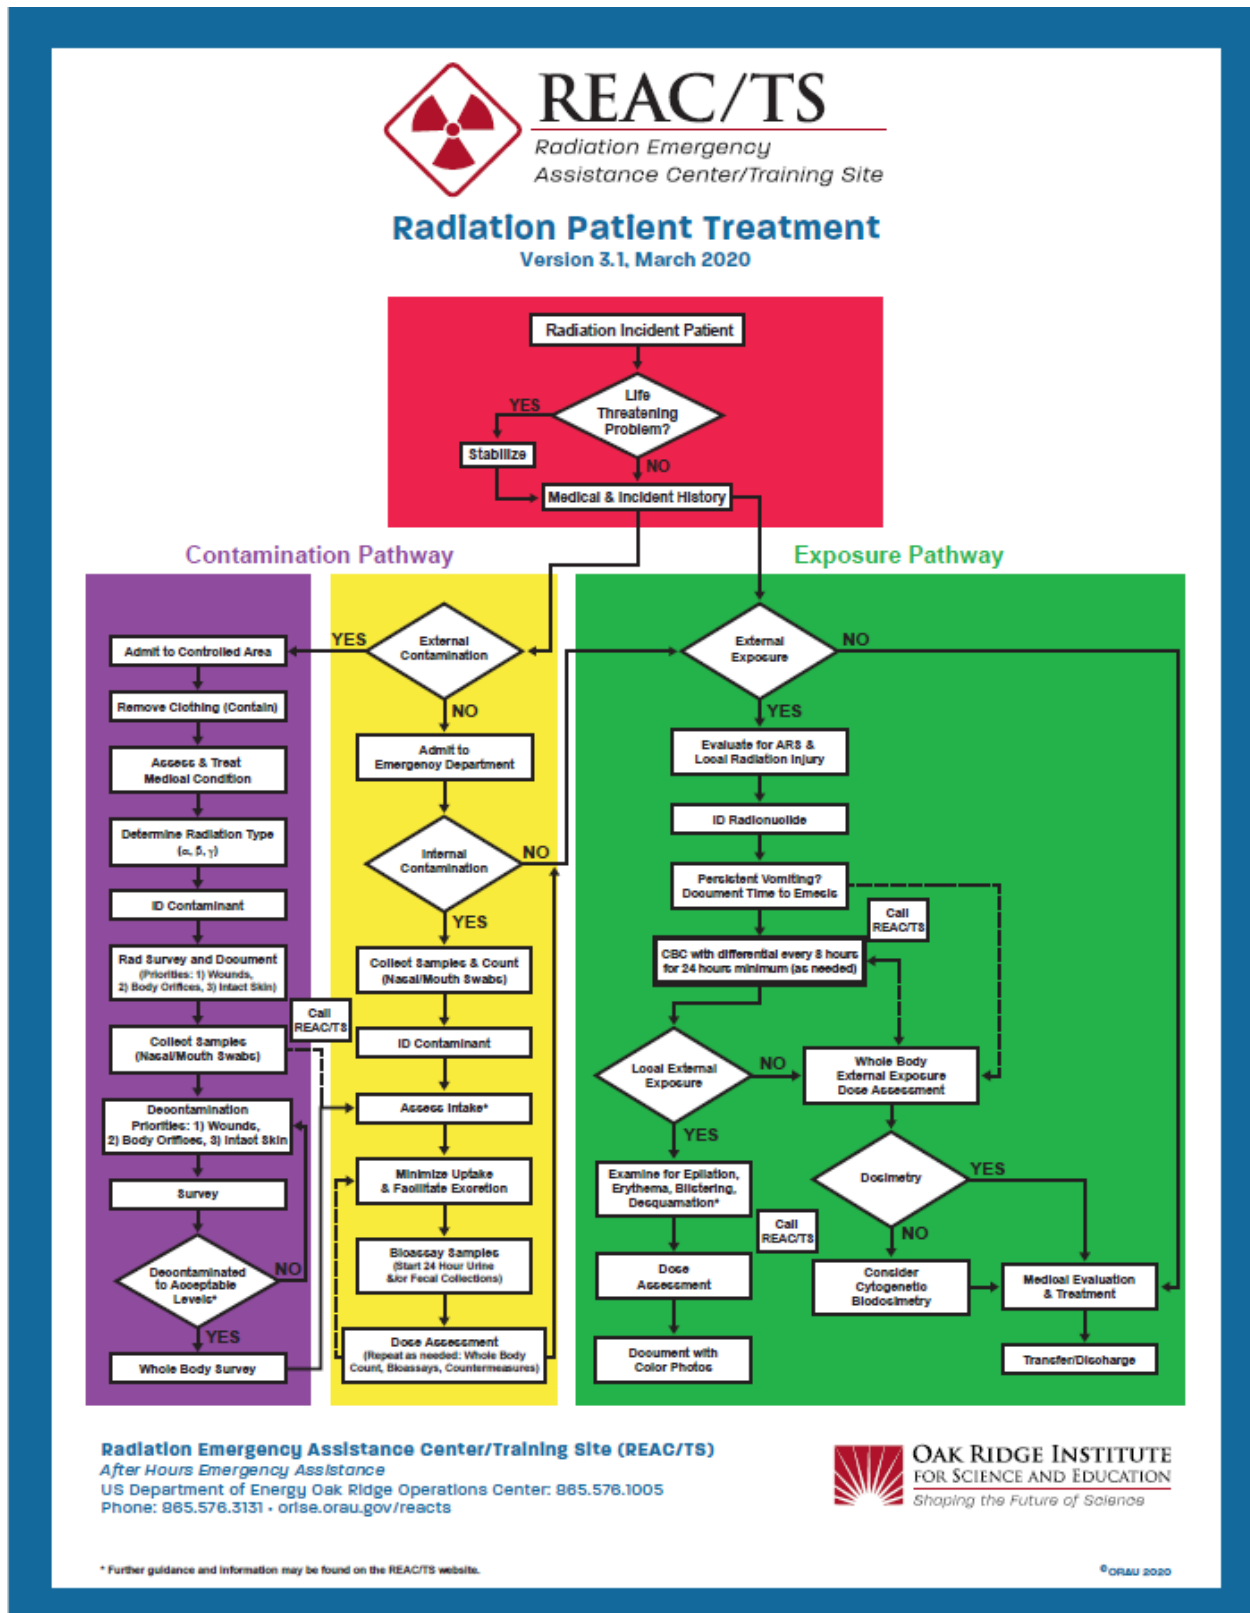 REAC/TS
Radiation Emergency
Assistance Center/Training Site
Radiation Patient Treatment
Version 3.1, March 2020
Radiation Incident Patient
Life
Threatening
Problem?
YES
Stabilize
NO
Medical & Incident History
Contamination Pathway
Exposure Pathway
Admit to Controlled Area
Remove Clothing (Contain)
Assess & Treat
Medical Condition
Determine Radiation Type
(α, β, γ)
ID Contaminant
Rad Survey and Document
(Priorities: 1) Wounds,
2) Body Orifices, 3) Intact Skin)
Collect Samples
(Nasal/Mouth Swabs)
Call
REAC/TS
Decontamination
Priorities: 1) Wounds,
2) Body Orifices, 3) Intact Skin
Survey
Decontaminated
to Acceptable
Levels*
NO
YES
Whole Body Survey
YES
External
Contamination
NO
Admit to
Emergency Department
Internal
Contamination
NO
YES
Collect Samples & Count
(Nasal/Mouth Swabs)
ID Contaminant
Assess Intake*
Minimize Uptake
& Facilitate Excretion
Bioassay Samples
(Start 24 Hour Urine
&/or Fecal Collections)
Dose Assessment
(Repeat as needed: Whole Body
Count, Bioassays, Countermeasures)
External
Exposure
NO
YES
Evaluate for ARS &
Local Radiation Injury
ID Radionuclide
Persistent Vomiting?
Document Time to Emesis
Call
REAC/TS
CBC with differential every 8 hours
for 24 hours minimum (as needed)
Local External
Exposure
NO
Whole Body
External Exposure
Dose Assessment
YES
Examine for Epilation,
Erythema, Blistering,
Desquamation*
Call
REAC/TS
Dose
Assessment
Document with
Color Photos
Dosimetry
YES
NO
Consider
Cytogenetic
Biodosimetry
Medical Evaluation
& Treatment
Transfer/Discharge
Radiation Emergency Assistance Center/Training Site (REAC/TS)
After Hours Emergency Assistance
US Department of Energy Oak Ridge Operations Center: 865.576.1005
Phone: 865.576.3131 • orise.orau.gov/reacts
OAK RIDGE INSTITUTE
FOR SCIENCE AND EDUCATION
Shaping the Future of Science
* Further guidance and information may be found on the REAC/TS website.
©ORAU 2020